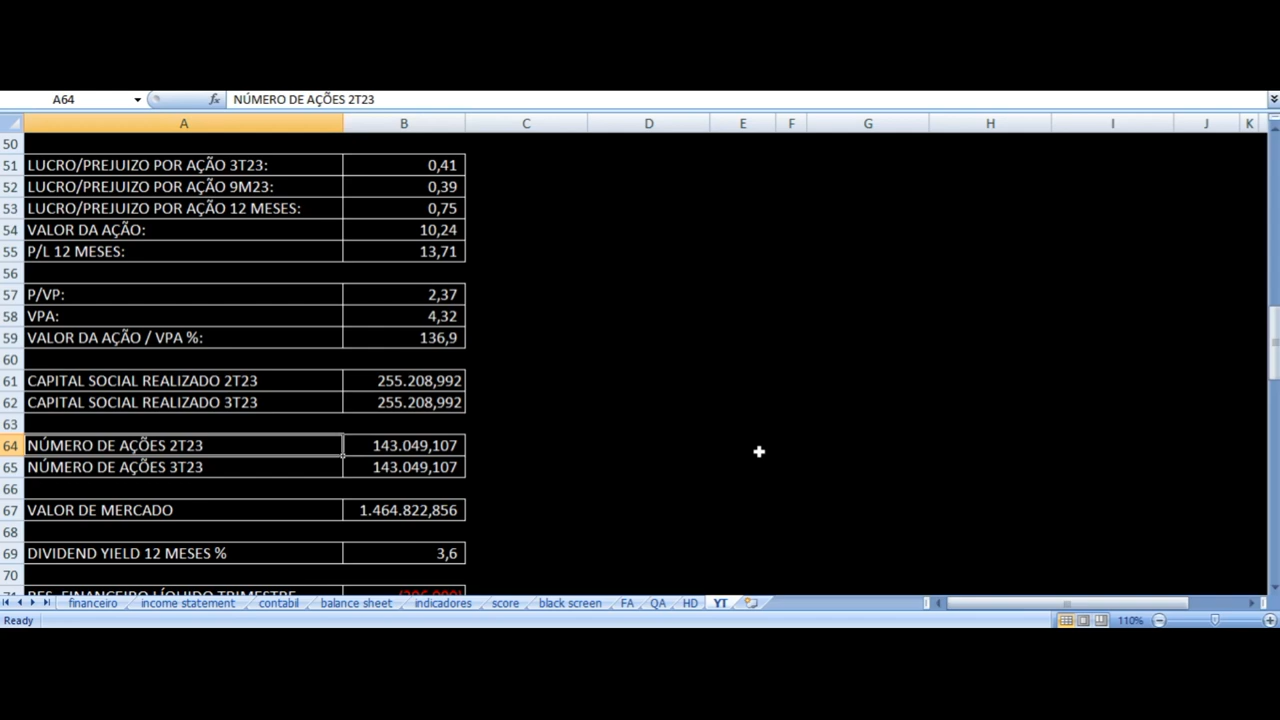 A64 fx NÚMERO DE AÇÕES 2T23
A B C D E F G H I J K
50
51 LUCRO/PREJUIZO POR AÇÃO 3T23: 0,41
52 LUCRO/PREJUIZO POR AÇÃO 9M23: 0,39
53 LUCRO/PREJUIZO POR AÇÃO 12 MESES: 0,75
54 VALOR DA AÇÃO: 10,24
55 P/L 12 MESES: 13,71
56
57 P/VP: 2,37
58 VPA: 4,32
59 VALOR DA AÇÃO / VPA %: 136,9
60
61 CAPITAL SOCIAL REALIZADO 2T23 255.208,992
62 CAPITAL SOCIAL REALIZADO 3T23 255.208,992
63
64 NÚMERO DE AÇÕES 2T23 143.049,107
65 NÚMERO DE AÇÕES 3T23 143.049,107
66
67 VALOR DE MERCADO 1.464.822,856
68
69 DIVIDEND YIELD 12 MESES % 3,6
70
71 RES. FINANCEIRO LÍQUIDO TRIMESTRE
financeiro income statement contabil balance sheet indicadores score black screen FA QA HD YT
Ready 110%